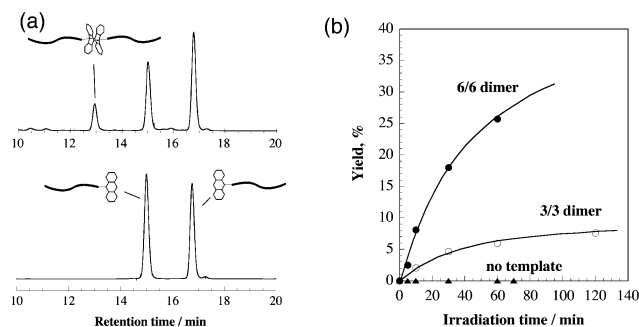 (a)
10 12 14 16 18 20
10 12 14 16 18 20
Retention time / min
(b)
Yield, %
40
35
30
25
20
15
10
5
0
6/6 dimer
3/3 dimer
no template
0 20 40 60 80 100 120 140
Irradiation time / min